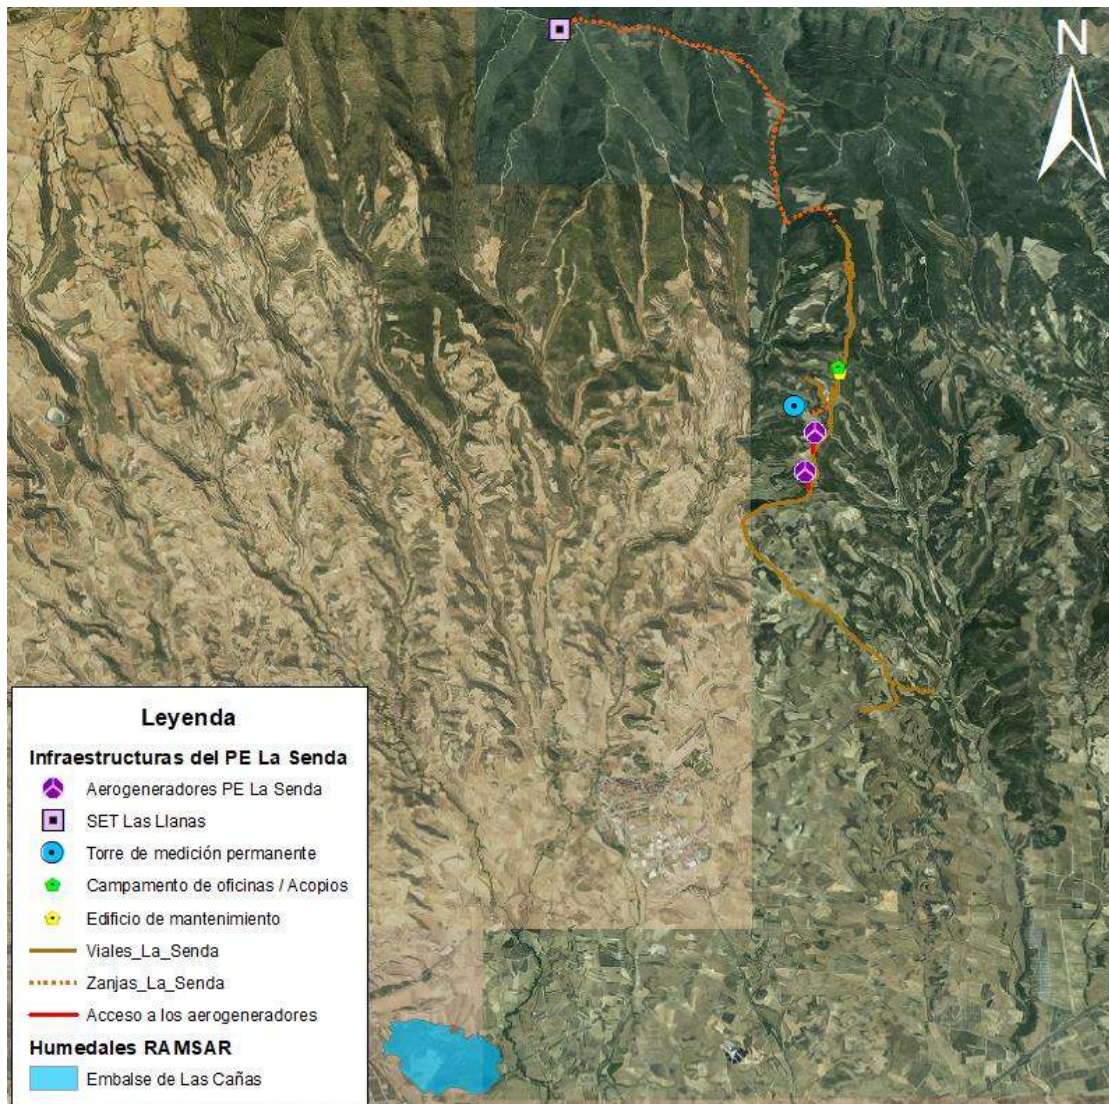 N
Leyenda
Infraestructuras del PE La Senda
Aerogeneradores PE La Senda
SET Las Llanas
Torre de medición permanente
Campamento de oficinas / Acopios
Edificio de mantenimiento
Viales_La_Senda
Zanjas_La_Senda
Acceso a los aerogeneradores
Humedales RAMSAR
Embalse de Las Cañas